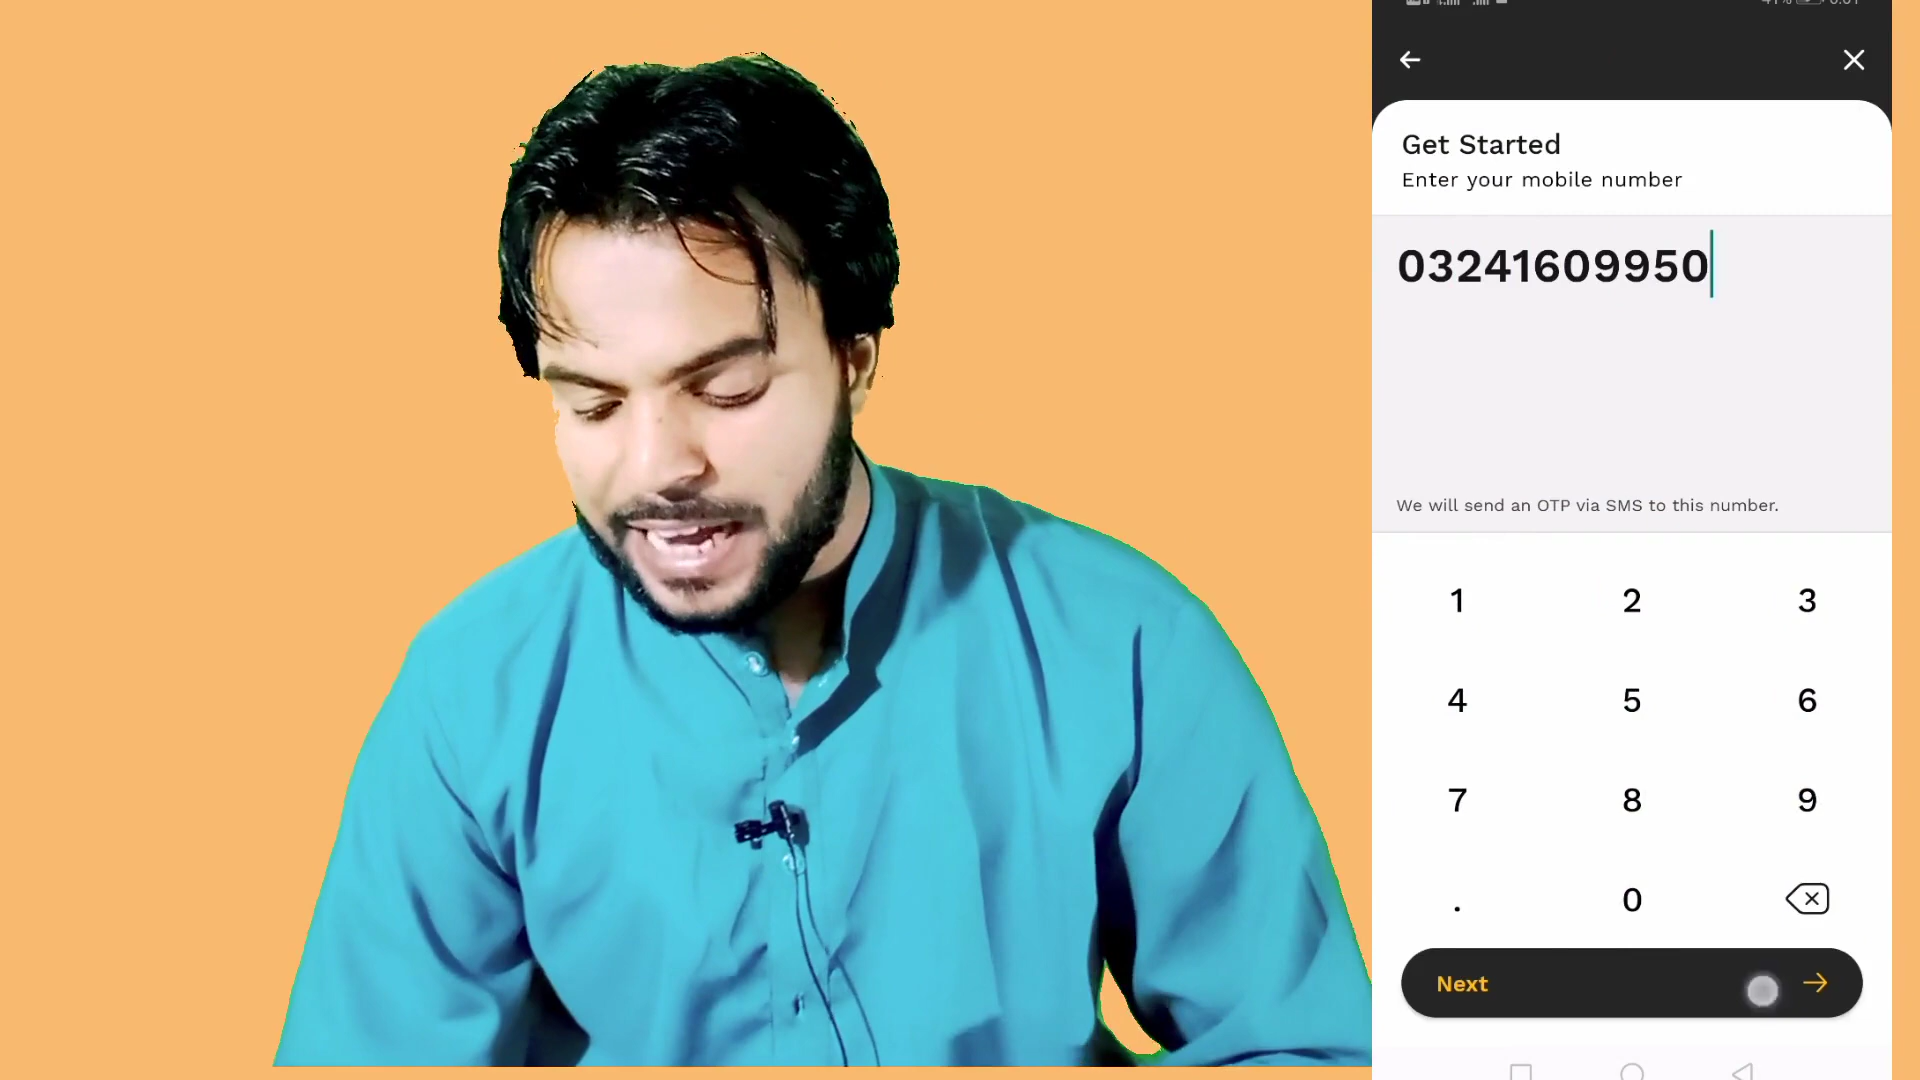 Get Started
Enter your mobile number
03241609950
We will send an OTP via SMS to this number.
1 2 3
4 5 6
7 8 9
. 0
Next